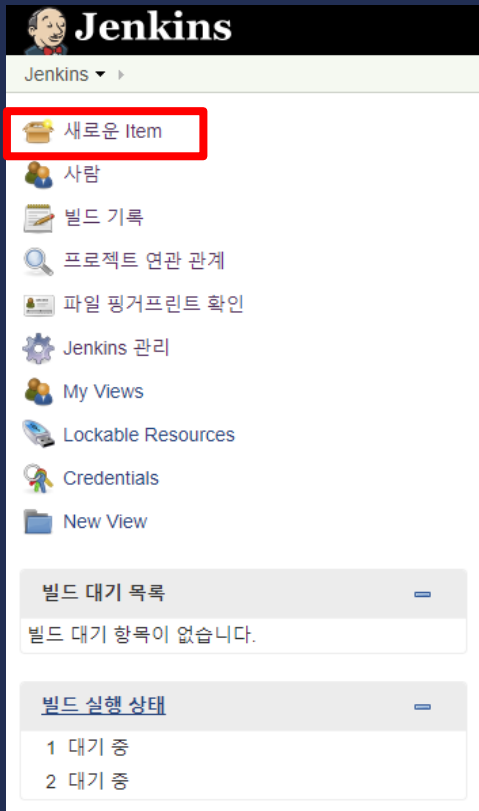 Jenkins
Jenkins
새로운 Item
사람
빌드 기록
프로젝트 연관 관계
파일 핑거프린트 확인
Jenkins 관리
My Views
Lockable Resources
Credentials
New View
빌드 대기 목록
빌드 대기 항목이 없습니다.
빌드 실행 상태
1 대기 중
2 대기 중